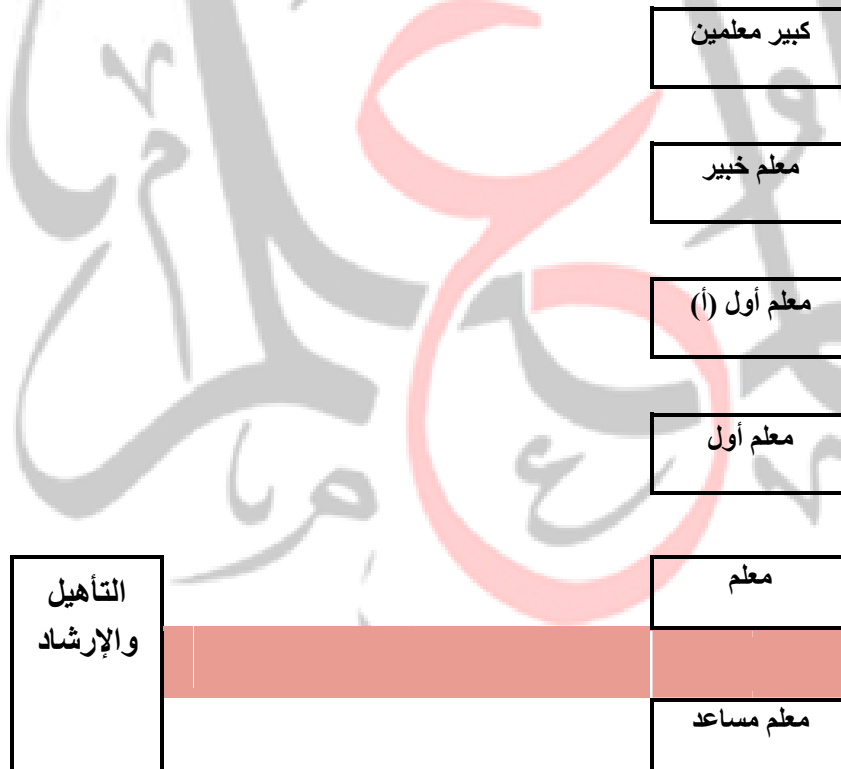 كبير معلمين
معلم خبير
معلم أول (أ)
معلم أول
معلم
التأهيل
والإرشاد
معلم مساعد